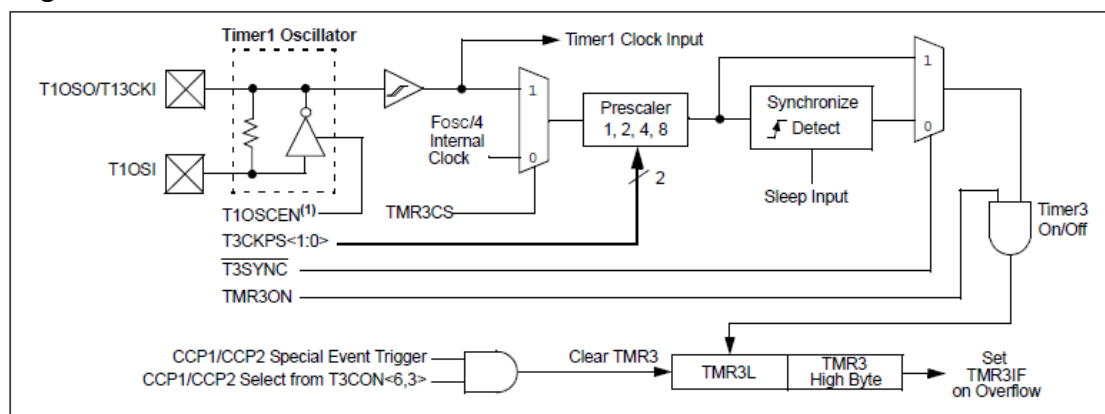 Timer1 Oscillator
Timer1 Clock Input
T1OSO/T13CKI
1
1
Prescaler
1, 2, 4, 8
Synchronize
Detect
Fosc/4
Internal
Clock
0
0
T1OSI
2
Sleep Input
T1OSCEN(1)
TMR3CS
Timer3
On/Off
T3CKPS<1:0>
T3SYNC
TMR3ON
CCP1/CCP2 Special Event Trigger
CCP1/CCP2 Select from T3CON<6,3>
Clear TMR3
TMR3L
TMR3
High Byte
Set
TMR3IF
on Overflow